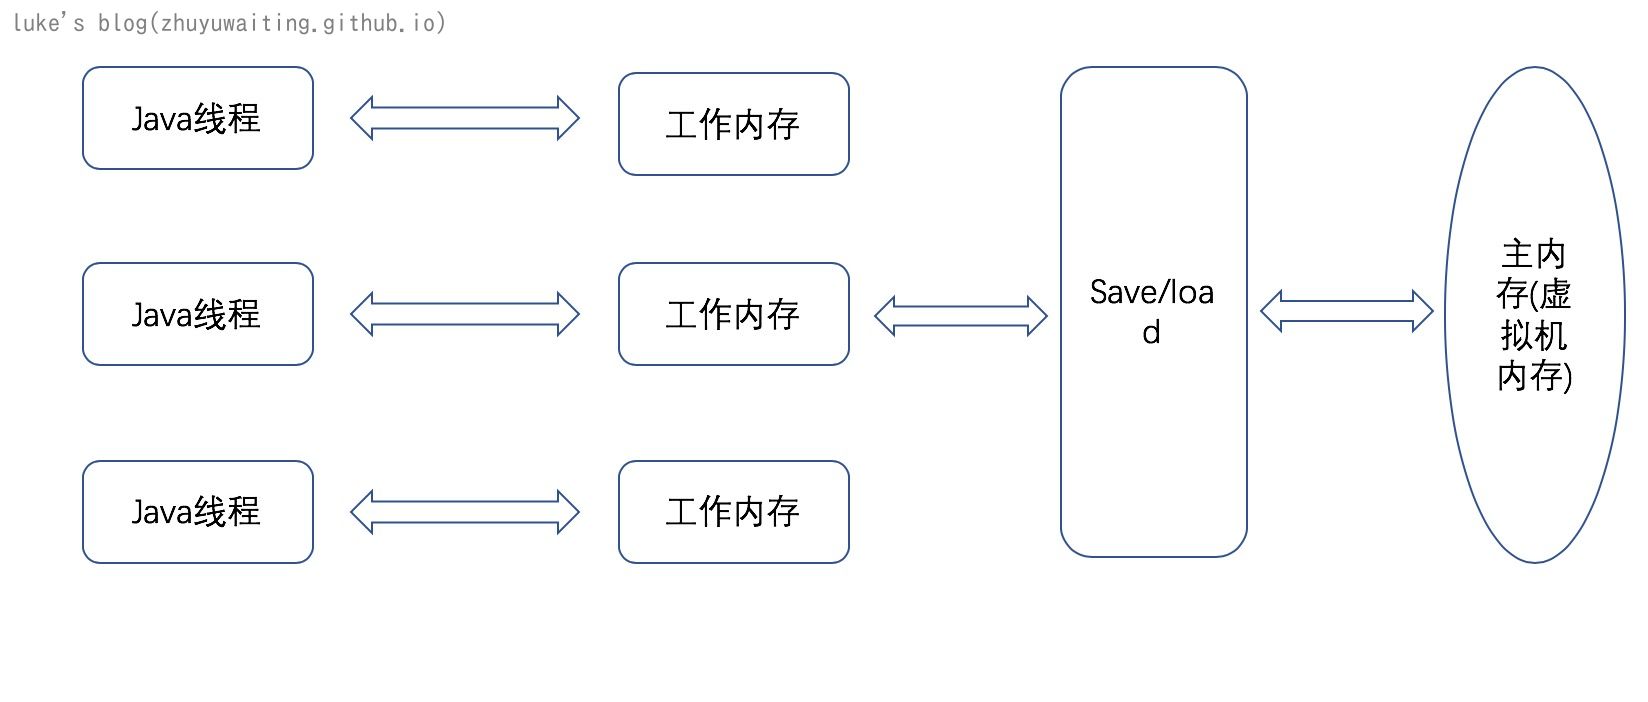 luke's blog(zhuyuwaiting.github.io)
Java线程
工作内存
Java线程
工作内存
Save/loa
d
主内
存(虚
拟机
内存)
Java线程
工作内存